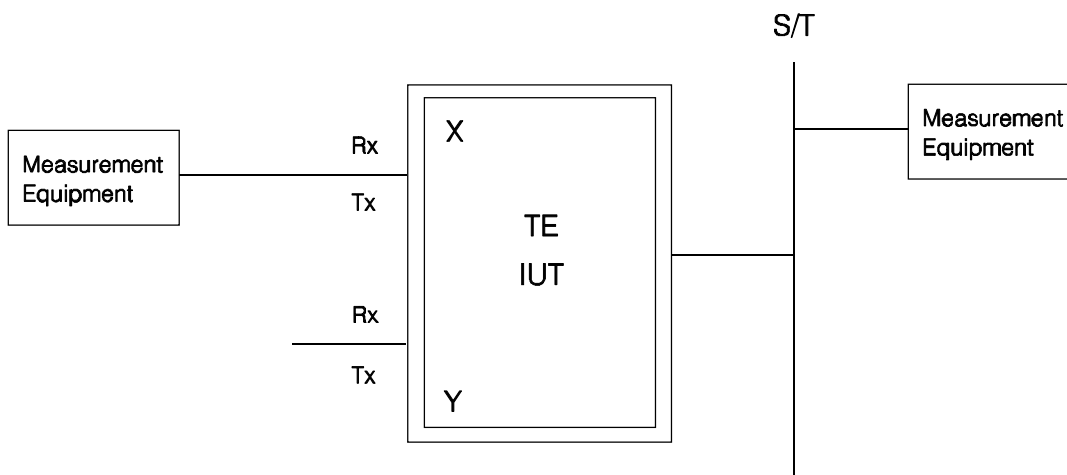 S/T
Measurement
Equipment
Rx
Tx
X
TE
IUT
Measurement
Equipment
Rx
Tx
Y